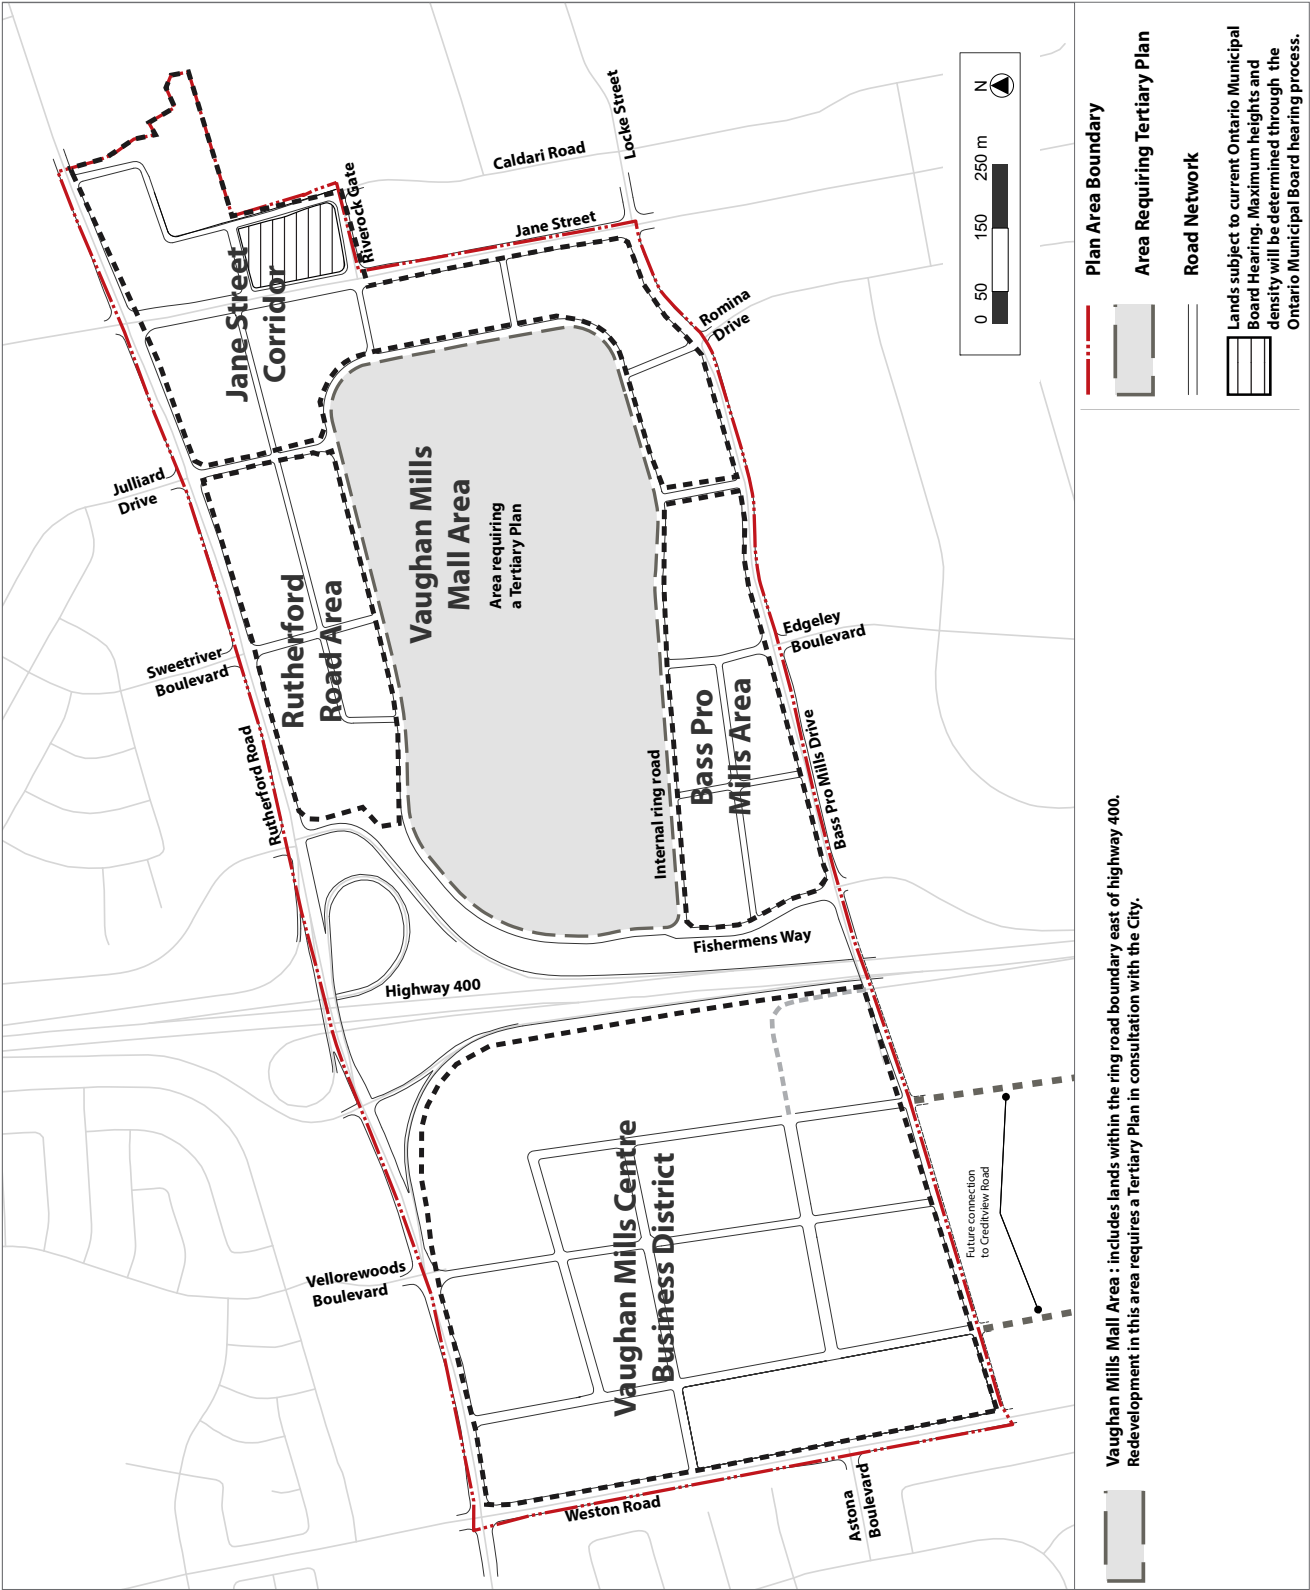 Jane Street
Corridor
Riverock Gate
Caldari Road
Locke Street
Jane Street
Romina
Drive
Julliard
Drive
Sweetriver
Boulevard
Rutherford
Road Area
Rutherford Road
Vaughan Mills
Mall Area
Area requiring
a Tertiary Plan
Internal ring road
Bass Pro
Mills Area
Edgeley
Boulevard
Bass Pro Mills Drive
Fishermens Way
Highway 400
Vellorewoods
Boulevard
Vaughan Mills Centre
Business District
Weston Road
Astona
Boulevard
Future connection
to Creditview Road
0 50 150 250 m
N
Plan Area Boundary
Area Requiring Tertiary Plan
Road Network
Lands subject to current Ontario Municipal
Board Hearing. Maximum heights and
density will be determined through the
Ontario Municipal Board hearing process.
Vaughan Mills Mall Area : includes lands within the ring road boundary east of highway 400.
Redevelopment in this area requires a Tertiary Plan in consultation with the City.